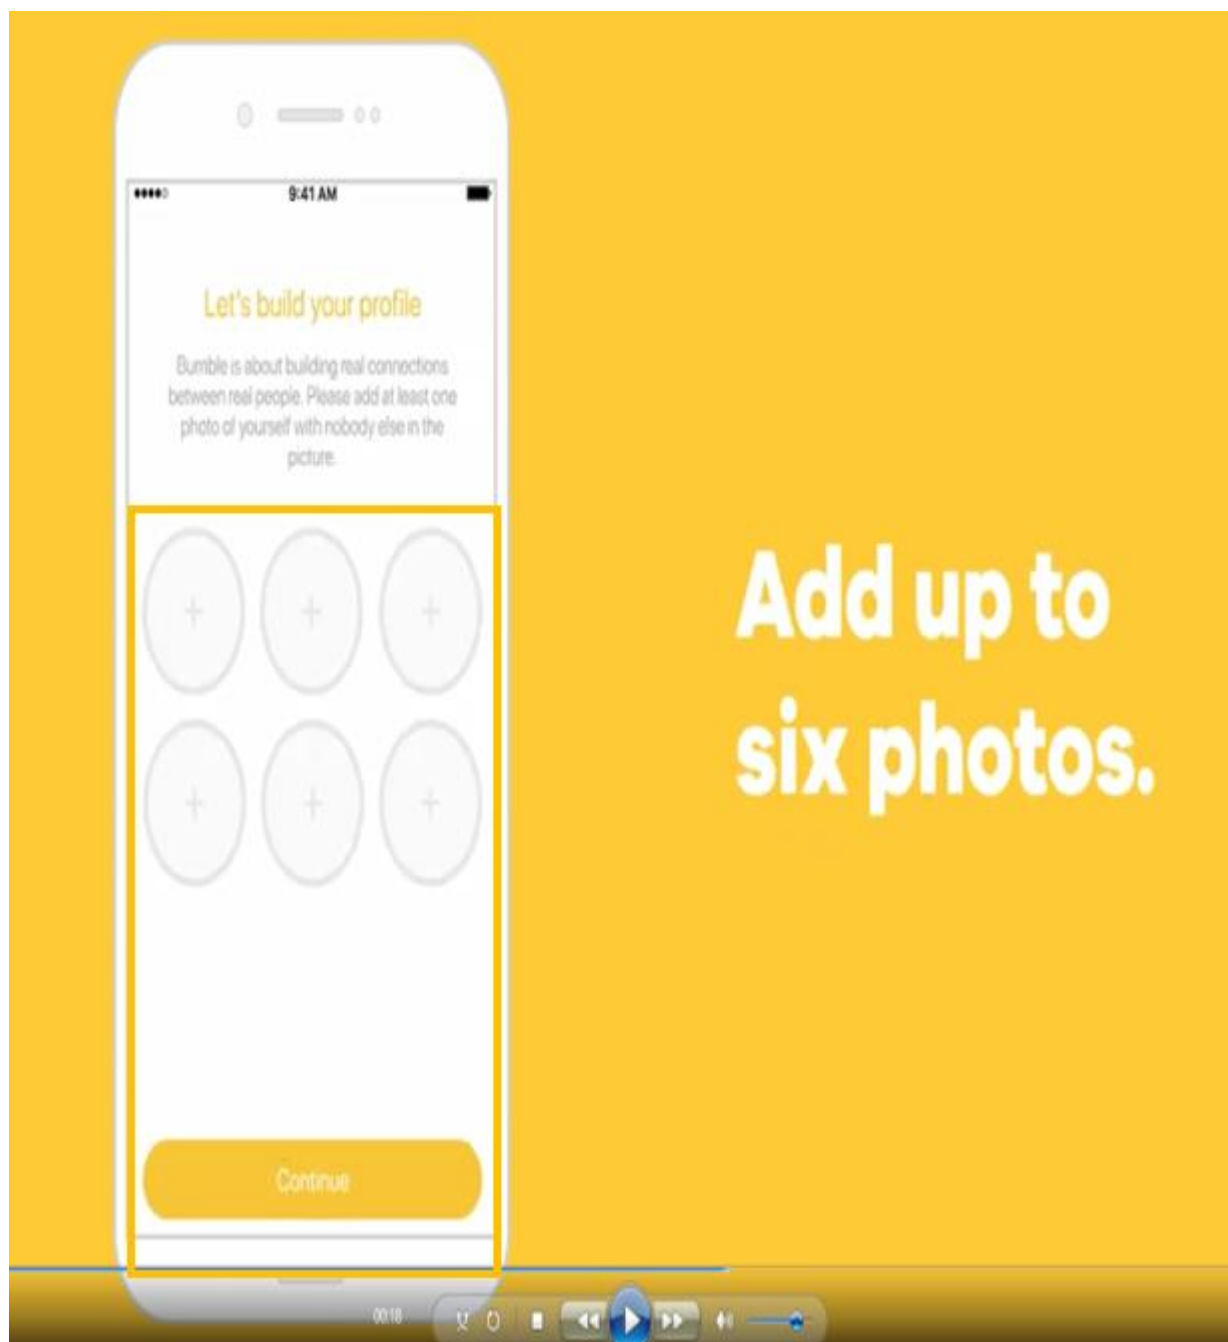 9:41 AM
Let's build your profile
Bumble is about building real connections
between real people. Please add at least one
photo of yourself with nobody else in the
picture.
Add up to
six photos.
Continue
00:18